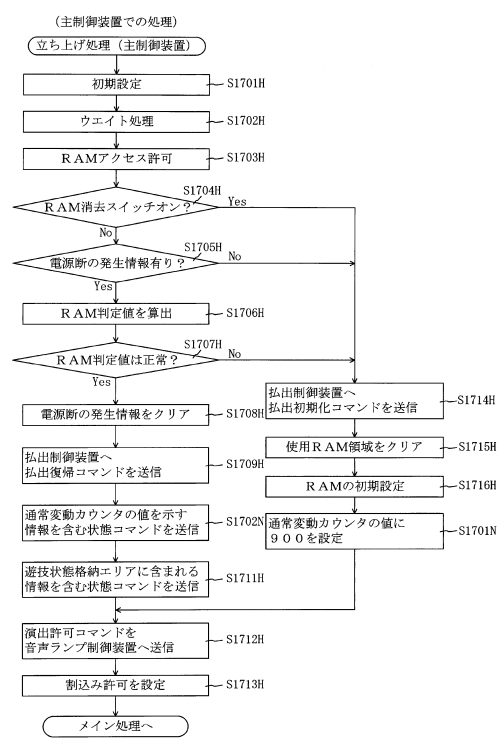 (主制御装置での処理)
立ち上げ処理(主制御装置)
初期設定
S1701H
ウエイト処理
S1702H
RAMアクセス許可
S1703H
RAM消去スイッチオン?
S1704H
Yes
No
電源断の発生情報有り?
S1705H
No
Yes
RAM判定値を算出
S1706H
RAM判定値は正常?
S1707H
No
Yes
電源断の発生情報をクリア
S1708H
払出制御装置へ
払出復帰コマンドを送信
S1709H
通常変動カウンタの値を示す
情報を含む状態コマンドを送信
S1702N
遊技状態格納エリアに含まれる
情報を含む状態コマンドを送信
S1711H
払出制御装置へ
払出初期化コマンドを送信
S1714H
使用RAM領域をクリア
S1715H
RAMの初期設定
S1716H
通常変動カウンタの値に
900を設定
S1701N
演出許可コマンドを
音声ランプ制御装置へ送信
S1712H
割込み許可を設定
S1713H
メイン処理へ